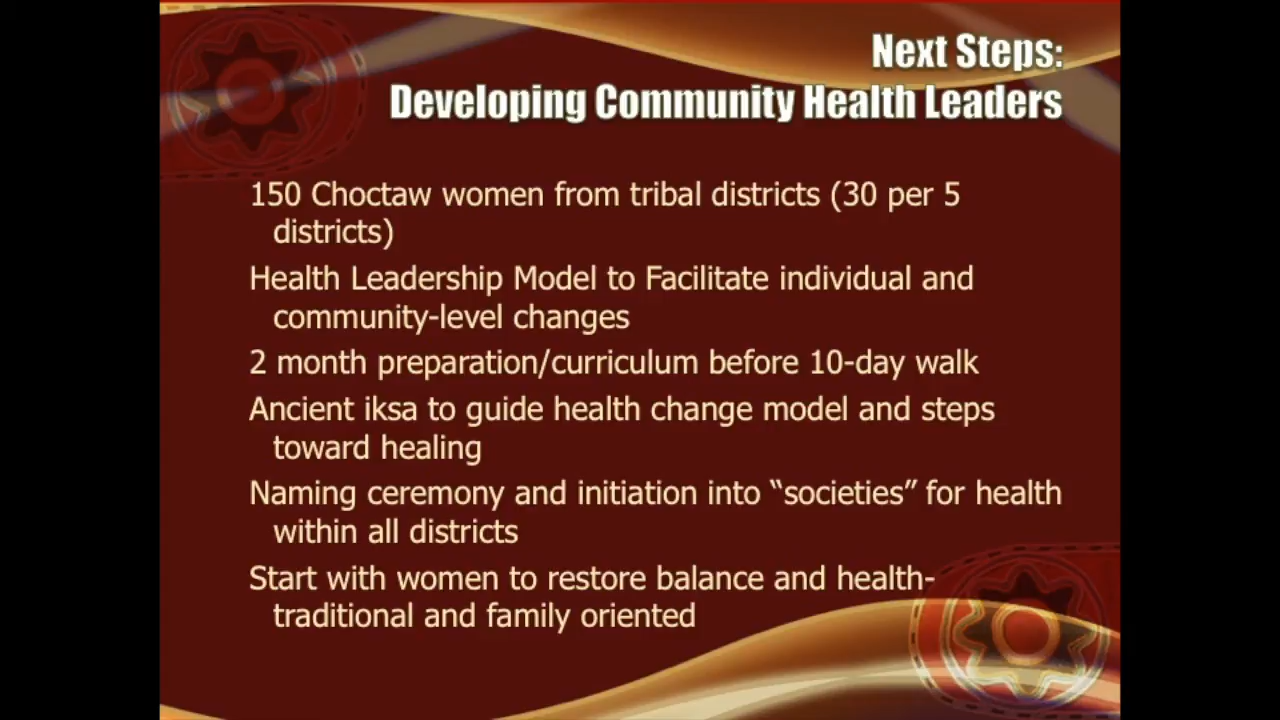 Next Steps:
Developing Community Health Leaders
150 Choctaw women from tribal districts (30 per 5
districts)
Health Leadership Model to Facilitate individual and
community-level changes
2 month preparation/curriculum before 10-day walk
Ancient iksa to guide health change model and steps
toward healing
Naming ceremony and initiation into “societies” for health
within all districts
Start with women to restore balance and health-
traditional and family oriented